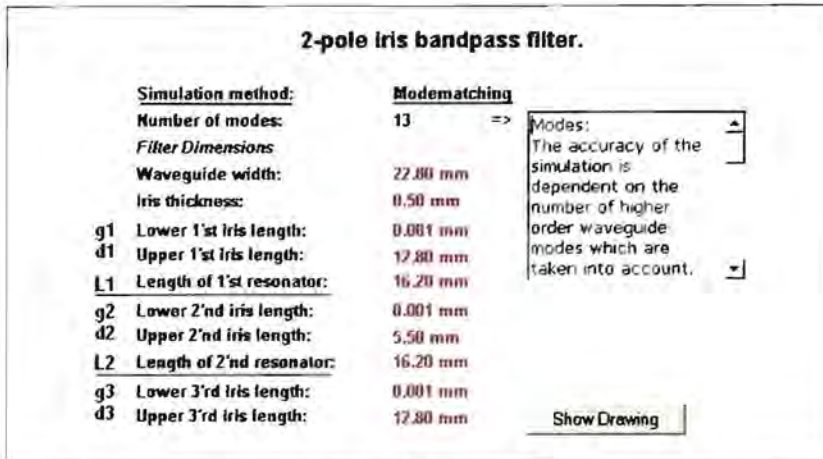 2-pole iris bandpass filter.
Simulation method: Modematching
Number of modes: 13 =>
Filter Dimensions
Waveguide width: 22.80 mm
Iris thickness: 0.50 mm
g1 Lower 1'st iris length: 0.001 mm
d1 Upper 1'st iris length: 12.80 mm
L1 Length of 1'st resonator: 16.20 mm
g2 Lower 2'nd iris length: 0.001 mm
d2 Upper 2'nd iris length: 5.50 mm
L2 Length of 2'nd resonator: 16.20 mm
g3 Lower 3'rd iris length: 0.001 mm
d3 Upper 3'rd iris length: 12.80 mm
Modes:
The accuracy of the
simulation is
dependent on the
number of higher
order waveguide
modes which are
taken into account.
Show Drawing